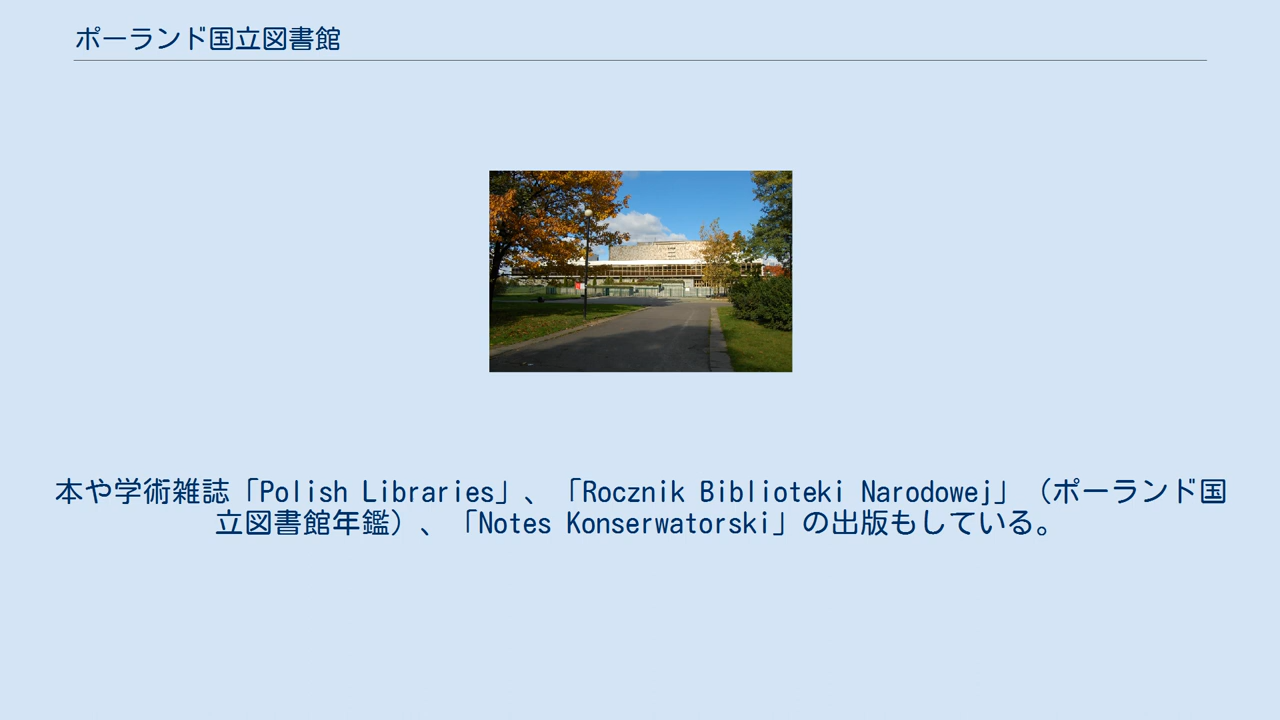 ポーランド国立図書館
本や学術雑誌「Polish Libraries」、「Rocznik Biblioteki Narodowej」（ポーランド国
立図書館年鑑）、「Notes Konserwatorski」の出版もしている。